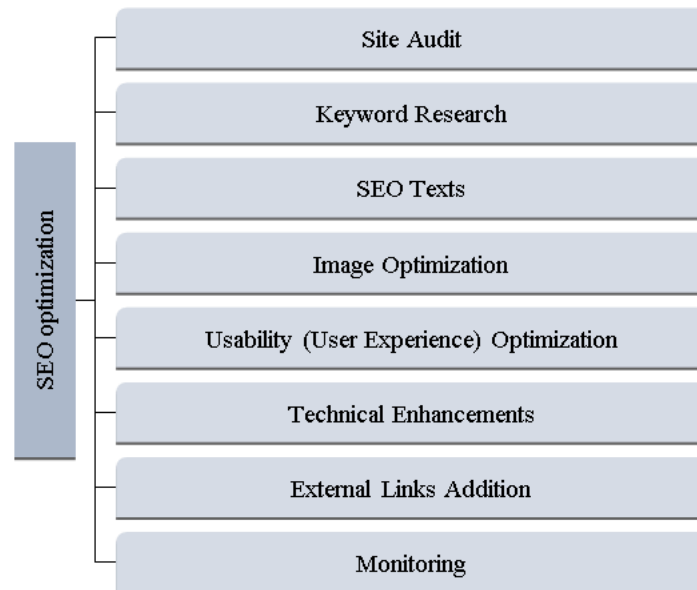 SEO optimization
Site Audit
Keyword Research
SEO Texts
Image Optimization
Usability (User Experience) Optimization
Technical Enhancements
External Links Addition
Monitoring